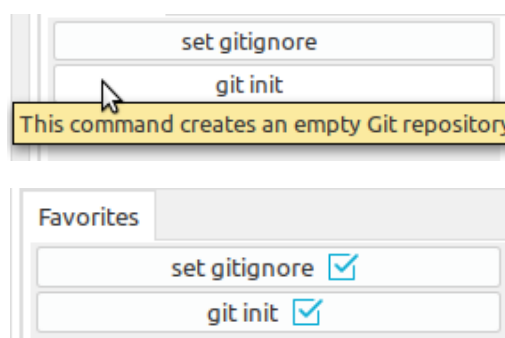 set gitignore
git init
This command creates an empty Git repository
Favorites
set gitignore
git init